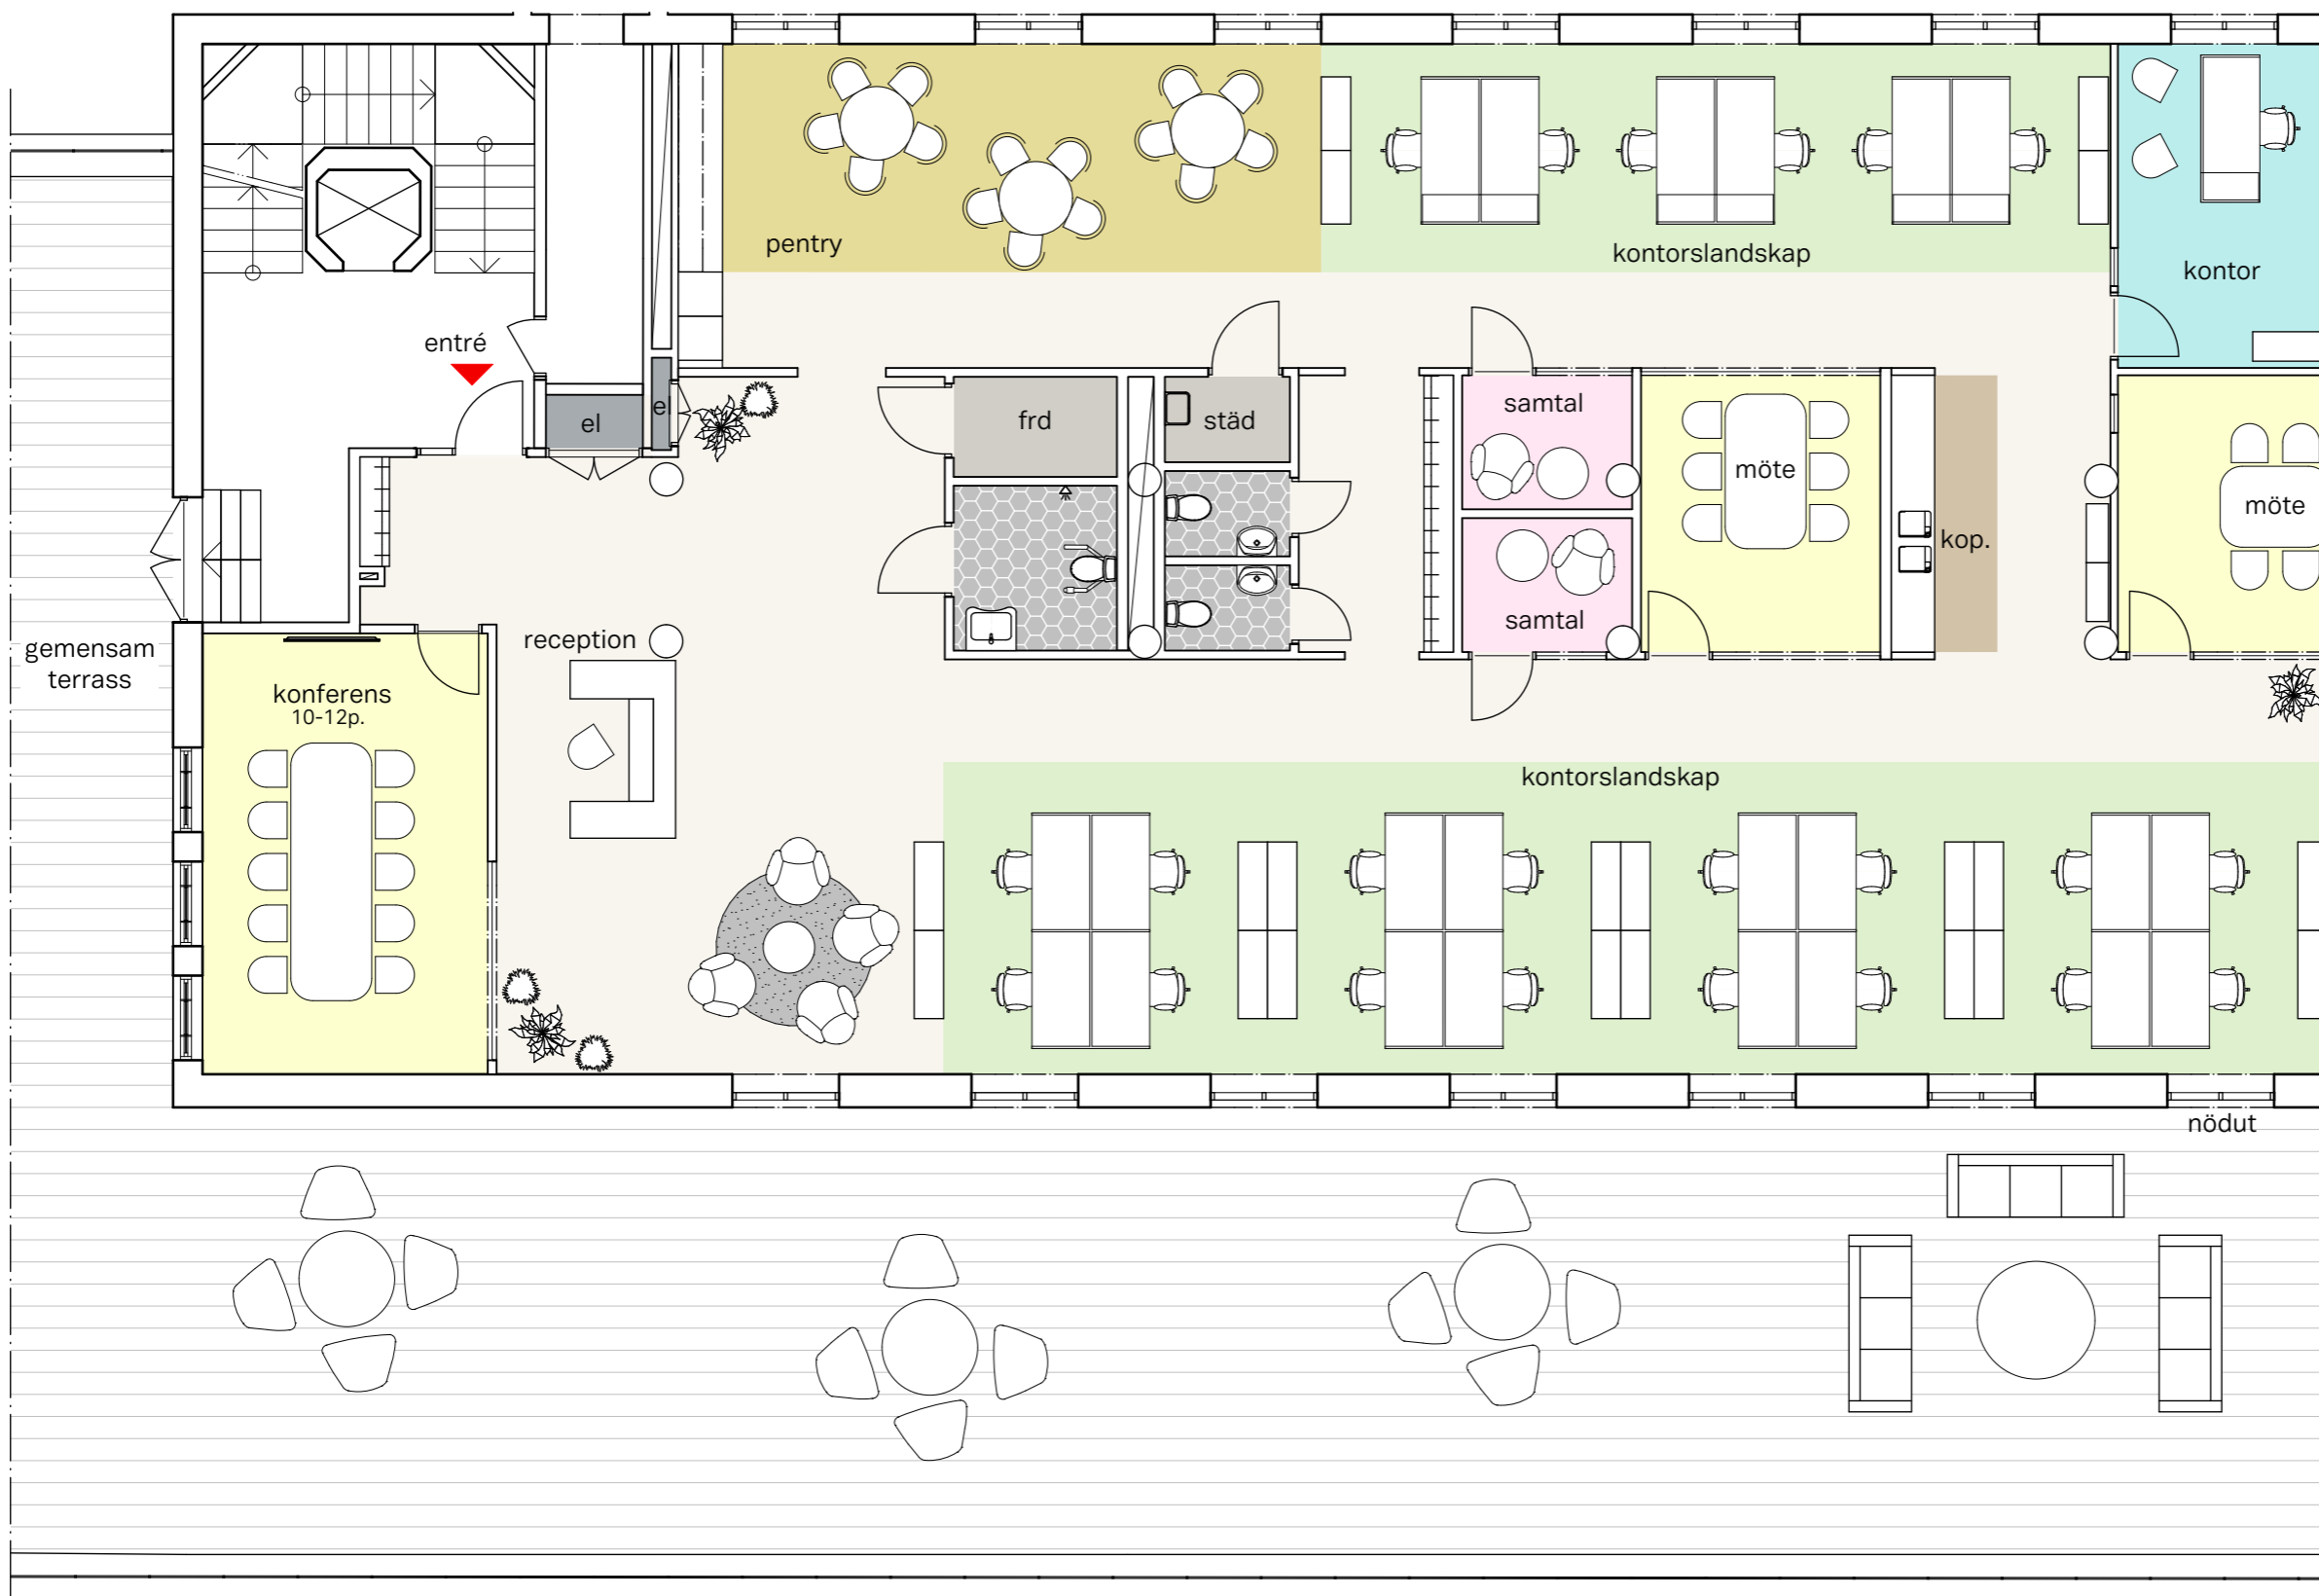 pentry
kontorslandskap
kontor
entré
el
el
frd
städ
samtal
möte
kop.
möte
samtal
reception
gemensam
terrass
konferens
10-12p.
kontorslandskap
nödut